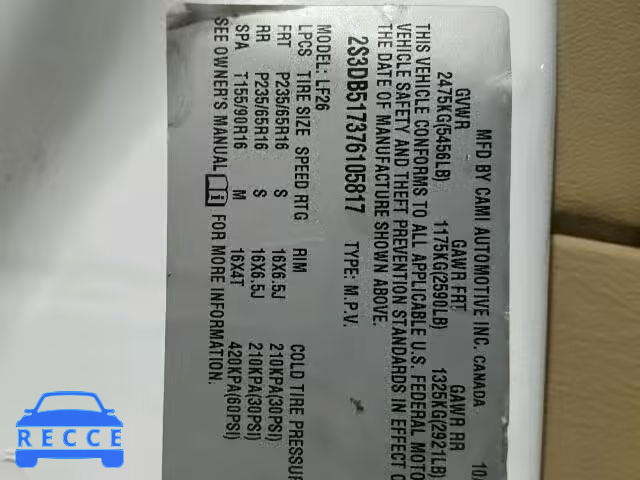 MFD BY CAMI AUTOMOTIVE INC. CANADA 10/
GVWR GAWR FRT GAWR RR
2475KG(5456LB) 1175KG(2590LB) 1325KG(2921LB)
THIS VEHICLE CONFORMS TO ALL APPLICABLE U.S. FEDERAL MOTO
VEHICLE SAFETY AND THEFT PREVENTION STANDARDS IN EFFECT O
THE DATE OF MANUFACTURE SHOWN ABOVE.
2S3DB517376105817 TYPE: M.P.V.
MODEL: LF26
LPCS TIRE SIZE SPEED RTG RIM COLD TIRE PRESSUR
FRT P235/65R16 S 16X6.5J 210KPA(30PSI)
RR P235/65R16 S 16X6.5J 210KPA(30PSI)
SPA T155/90R16 M 16X4T 420KPA(60PSI)
SEE OWNER'S MANUAL FOR MORE INFORMATION.
RECCE